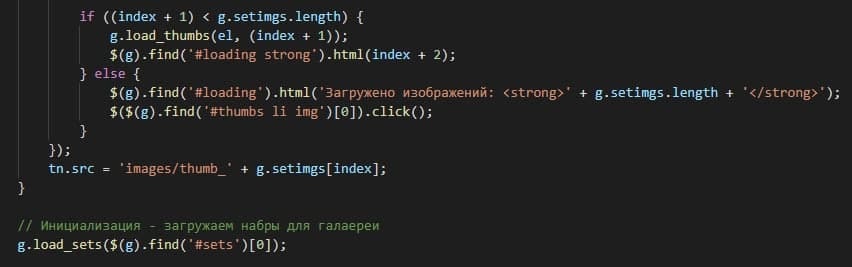 if ((index + 1) < g.setimgs.length) {
g.load_thumbs(el, (index + 1));
$(g).find('#loading strong').html(index + 2);
} else {
$(g).find('#loading').html('Загружено изображений: <strong>' + g.setimgs.length + '</strong>');
$($(g).find('#thumbs li img')[0]).click();
}
});
tn.src = 'images/thumb_' + g.setimgs[index];
}
// Инициализация - загружаем набры для галаереи
g.load_sets($(g).find('#sets')[0]);